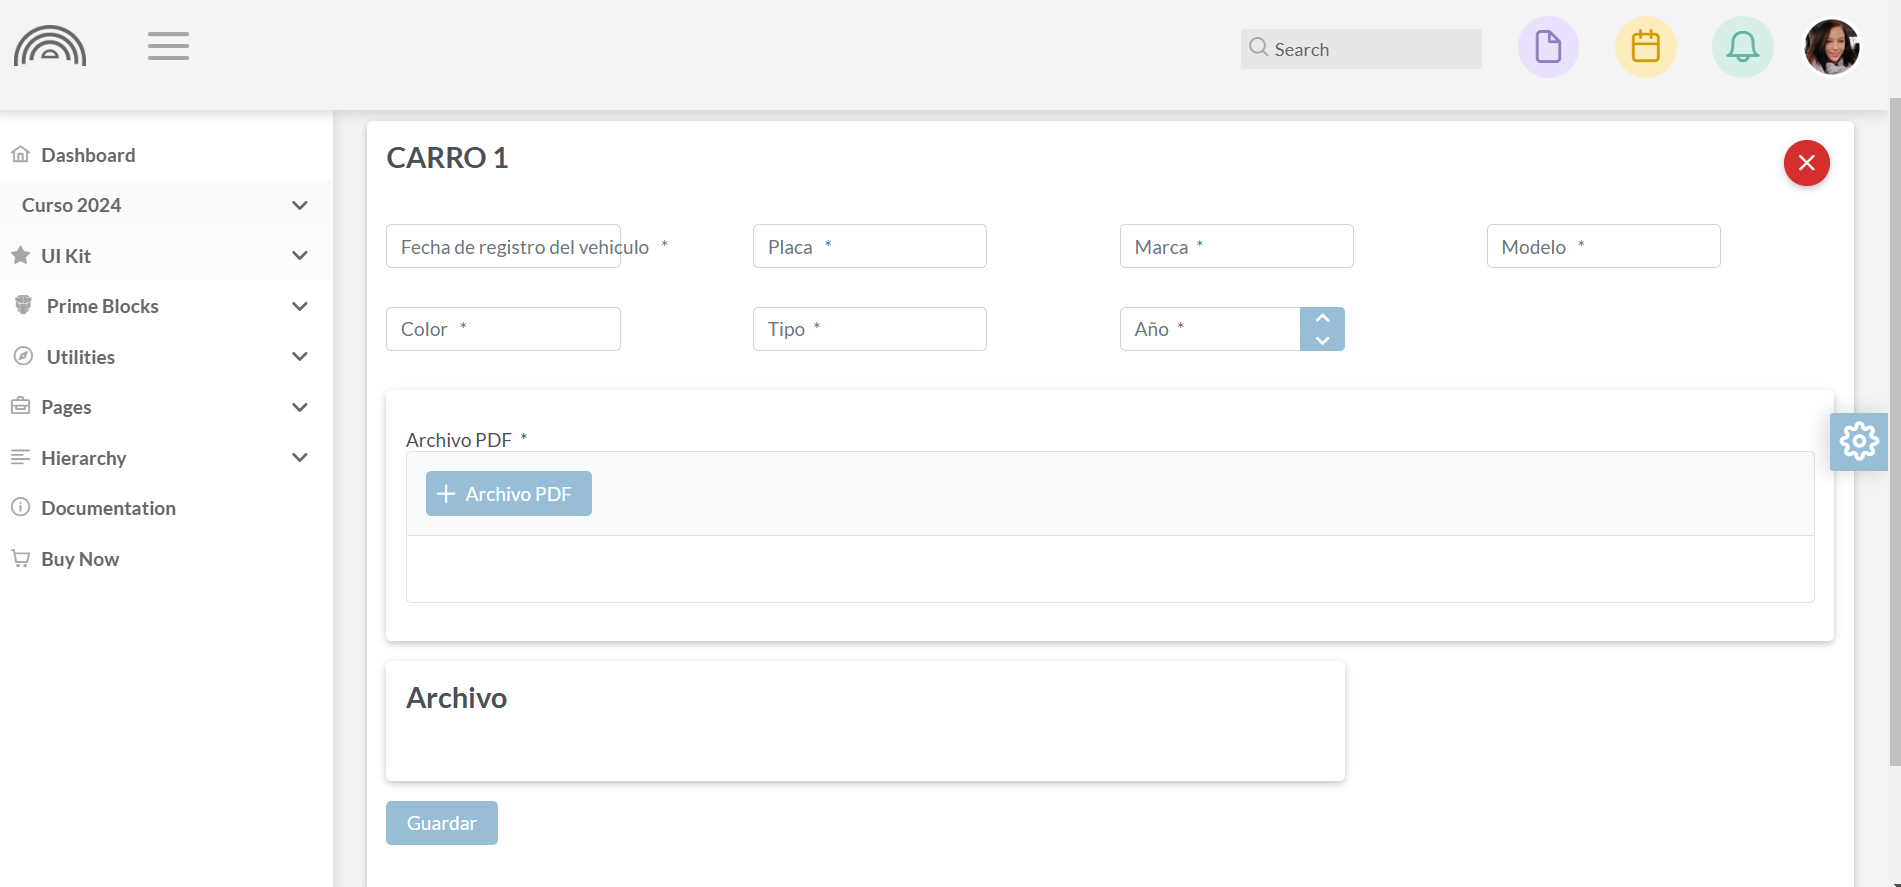 Search
Dashboard
Curso 2024
UI Kit
Prime Blocks
Utilities
Pages
Hierarchy
Documentation
Buy Now
CARRO 1
Fecha de registro del vehiculo *
Placa *
Marca *
Modelo *
Color *
Tipo *
Año *
Archivo PDF *
Archivo PDF
Archivo
Guardar